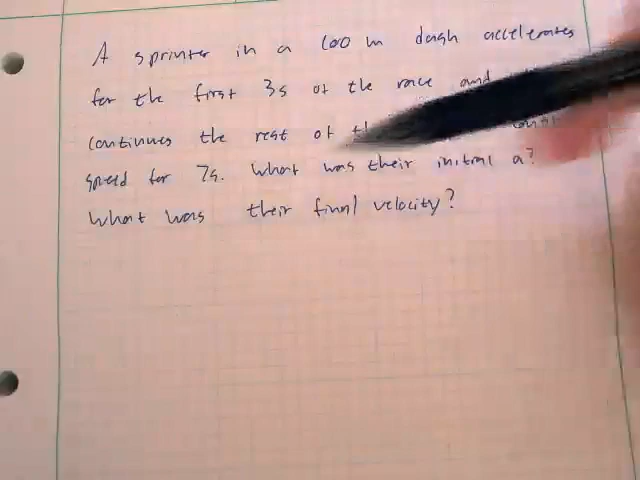 A sprinter in a 100 m dash accelerates
for the first 3s of the race and
continues the rest of
speed for 7s. What was their initial a?
What was their final velocity?